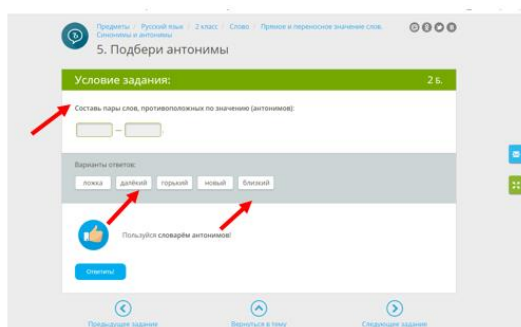 Предметы / Русский язык / 2 класс / Слово / Прямое и переносное значение слов.
Синонимы и антонимы
5. Подбери антонимы
Условие задания: 2 Б.
Составь пары слов, противоположных по значению (антонимов):
– .
Варианты ответов:
ложка далёкий горький новый близкий
Пользуйся словарём антонимов!
Ответить!
Предыдущее задание Вернуться в тему Следующее задание